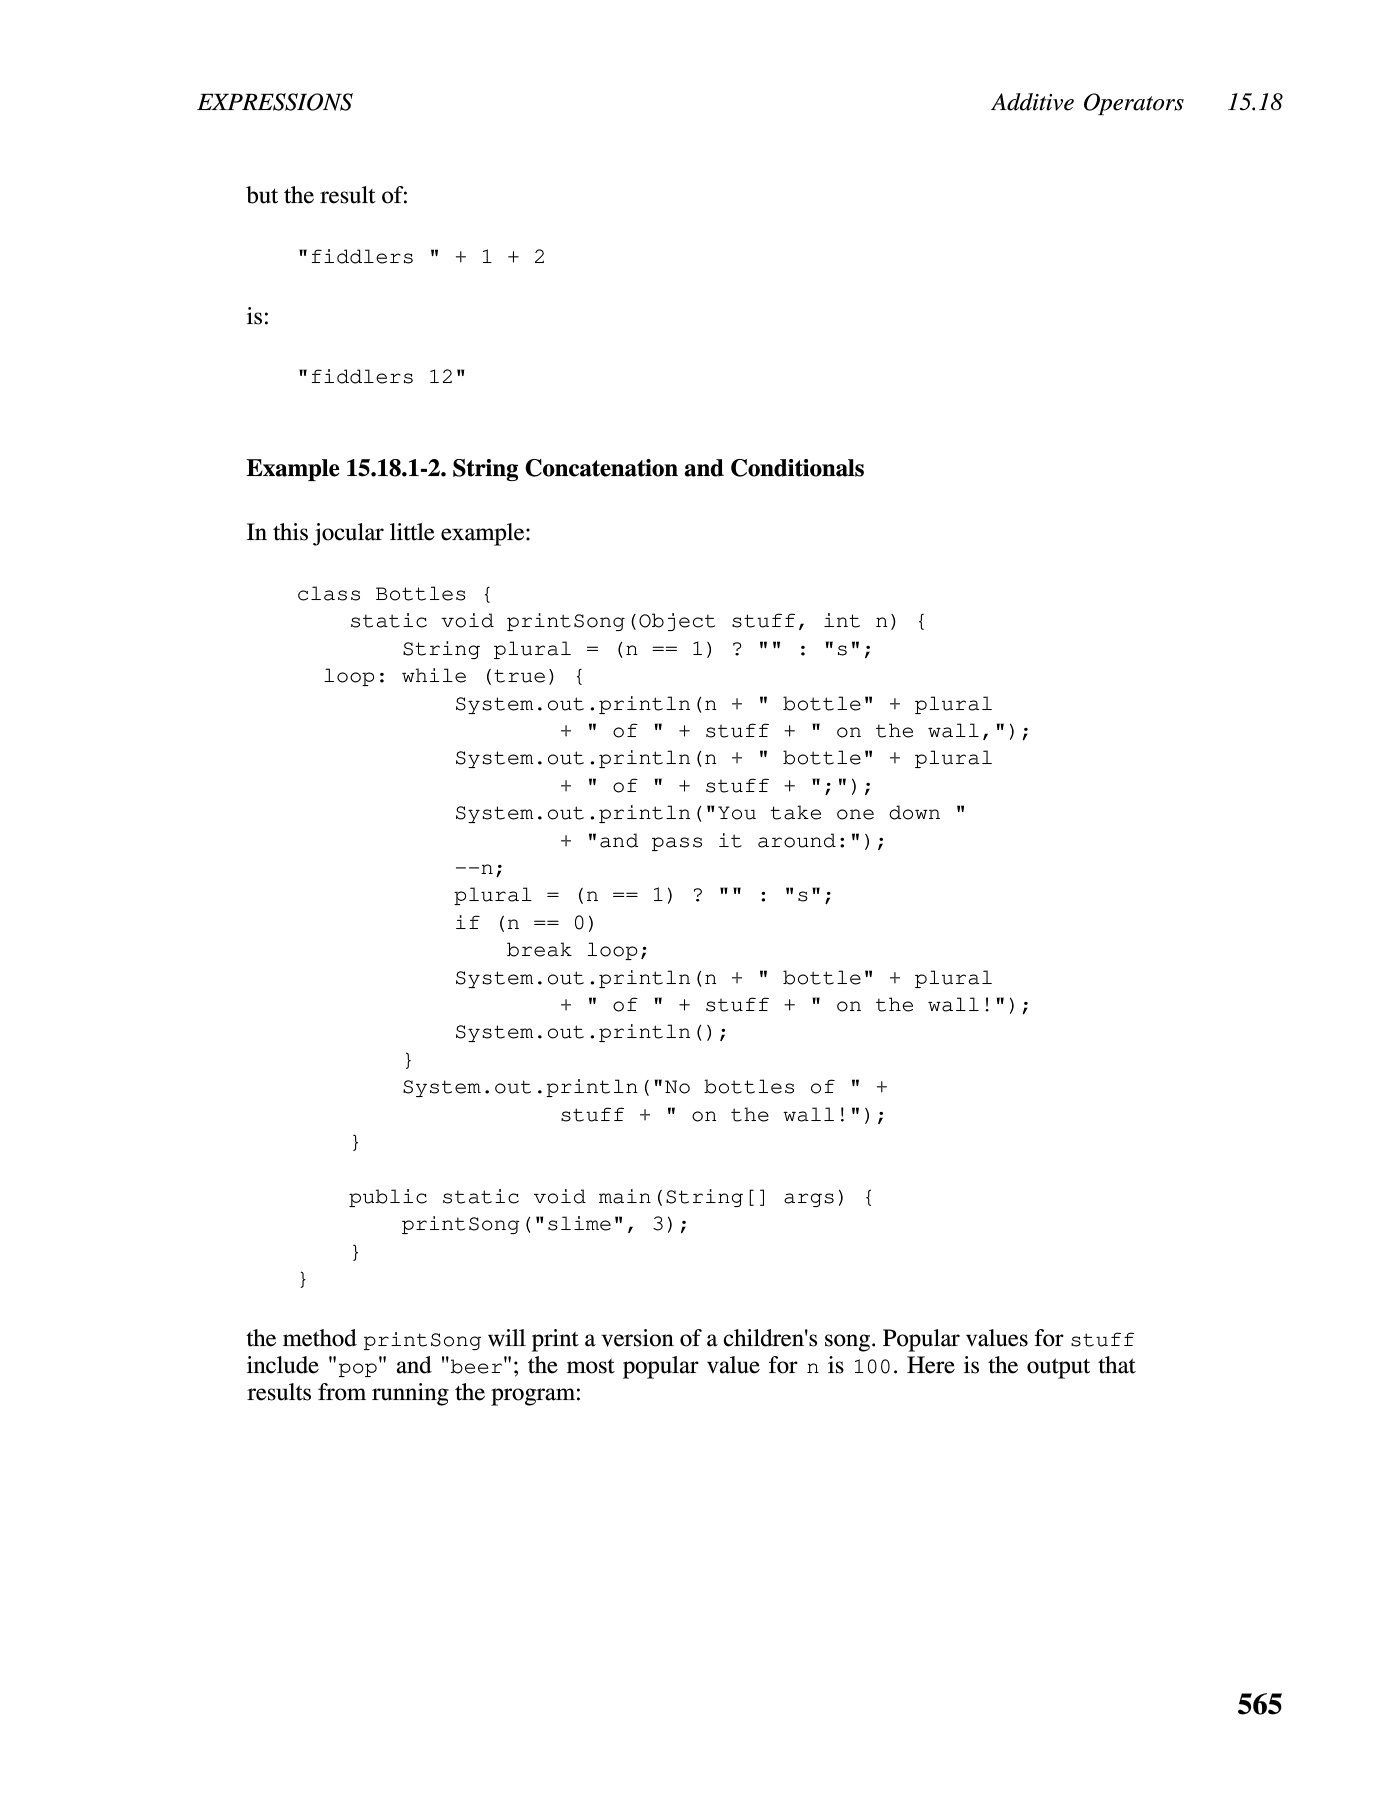 EXPRESSIONS Additive Operators 15.18
but the result of:
"fiddlers " + 1 + 2
is:
"fiddlers 12"
Example 15.18.1-2. String Concatenation and Conditionals
In this jocular little example:
class Bottles {
    static void printSong(Object stuff, int n) {
        String plural = (n == 1) ? "" : "s";
  loop: while (true) {
            System.out.println(n + " bottle" + plural
                    + " of " + stuff + " on the wall,");
            System.out.println(n + " bottle" + plural
                    + " of " + stuff + ";");
            System.out.println("You take one down "
                    + "and pass it around:");
            --n;
            plural = (n == 1) ? "" : "s";
            if (n == 0)
                break loop;
            System.out.println(n + " bottle" + plural
                    + " of " + stuff + " on the wall!");
            System.out.println();
        }
        System.out.println("No bottles of " +
                    stuff + " on the wall!");
    }
    public static void main(String[] args) {
        printSong("slime", 3);
    }
}
the method printSong will print a version of a children's song. Popular values for stuff
include "pop" and "beer"; the most popular value for n is 100. Here is the output that
results from running the program:
565